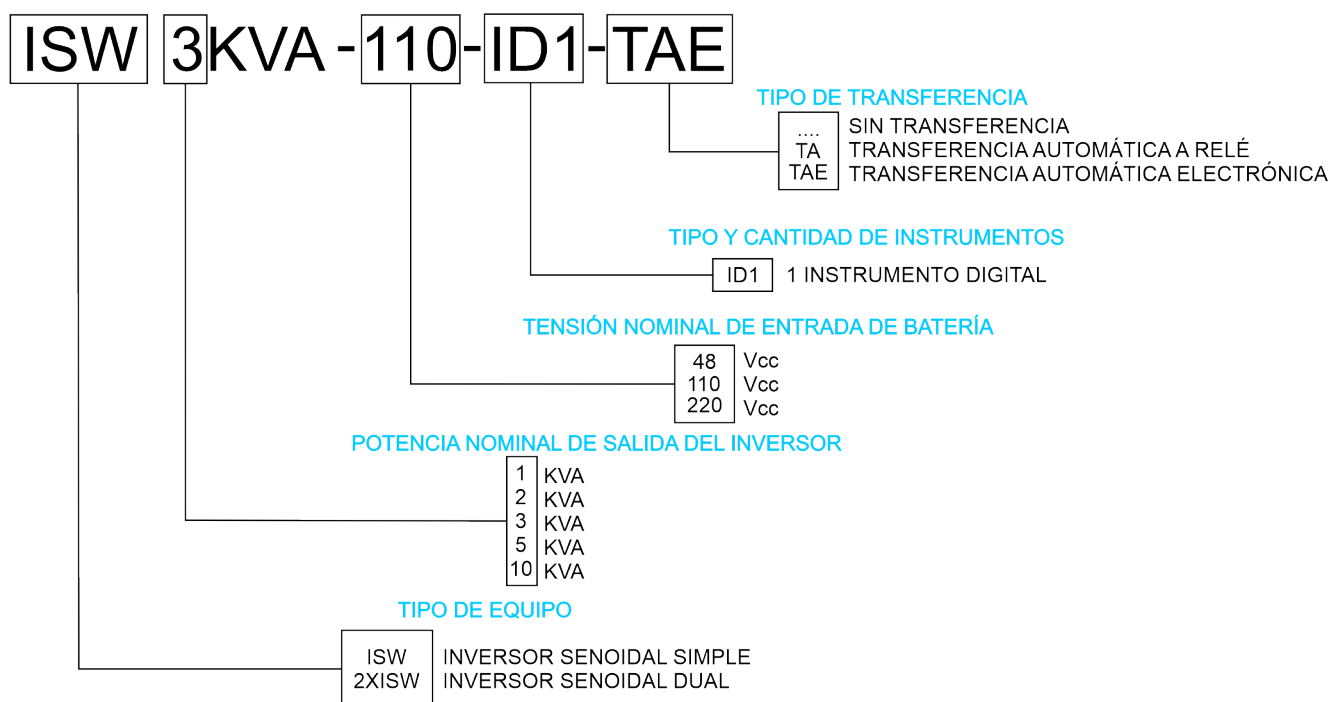 ISW 3KVA-110-ID1-TAE
TIPO DE TRANSFERENCIA
.... SIN TRANSFERENCIA
TA TRANSFERENCIA AUTOMÁTICA A RELÉ
TAE TRANSFERENCIA AUTOMÁTICA ELECTRÓNICA
TIPO Y CANTIDAD DE INSTRUMENTOS
ID1 1 INSTRUMENTO DIGITAL
TENSIÓN NOMINAL DE ENTRADA DE BATERÍA
48 Vcc
110 Vcc
220 Vcc
POTENCIA NOMINAL DE SALIDA DEL INVERSOR
1 KVA
2 KVA
3 KVA
5 KVA
10 KVA
TIPO DE EQUIPO
ISW INVERSOR SENOIDAL SIMPLE
2XISW INVERSOR SENOIDAL DUAL